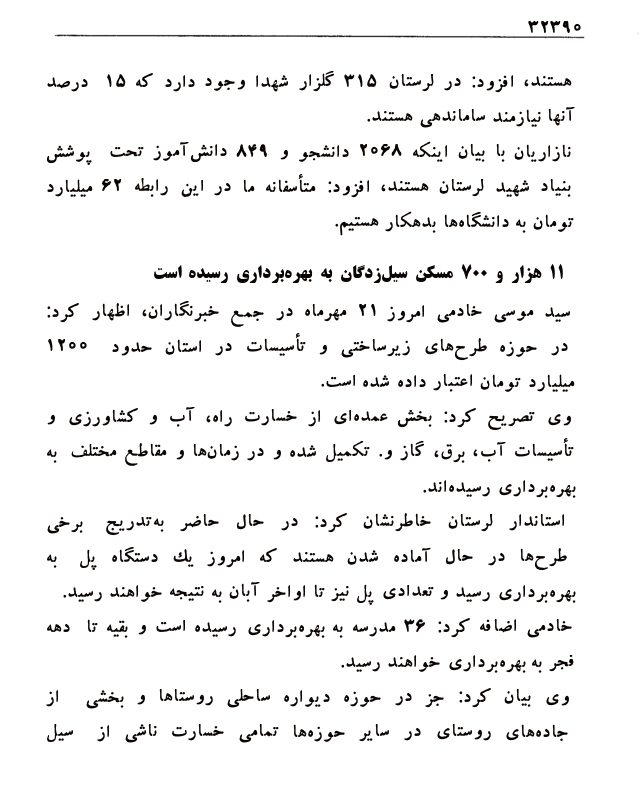 ۳۲۳۹۰
هستند، افزود: در لرستان ۳۱۵ گلزار شهدا وجود دارد که ۱۵ درصد
آنها نیازمند ساماندهی هستند.
نازاریان با بیان اینکه ۲۰۶۸ دانشجو و ۸۴۹ دانش‌آموز تحت پوشش
بنیاد شهید لرستان هستند، افزود: متأسفانه ما در این رابطه ۶۲ میلیارد
تومان به دانشگاه‌ها بدهکار هستیم.
۱۱ هزار و ۷۰۰ مسکن سیل‌زدگان به بهره‌برداری رسیده است
سید موسی خادمی امروز ۲۱ مهرماه در جمع خبرنگاران، اظهار کرد:
در حوزه طرح‌های زیرساختی و تأسیسات در استان حدود ۱۲۰۰
میلیارد تومان اعتبار داده شده است.
وی تصریح کرد: بخش عمده‌ای از خسارت راه، آب و کشاورزی و
تأسیسات آب، برق، گاز و. تکمیل شده و در زمان‌ها و مقاطع مختلف به
بهره‌برداری رسیده‌اند.
استاندار لرستان خاطرنشان کرد: در حال حاضر به‌تدریج برخی
طرح‌ها در حال آماده شدن هستند که امروز یك دستگاه پل به
بهره‌برداری رسید و تعدادی پل نیز تا اواخر آبان به نتیجه خواهند رسید.
خادمی اضافه کرد: ۳۶ مدرسه به بهره‌برداری رسیده است و بقیه تا دهه
فجر به بهره‌برداری خواهند رسید.
وی بیان کرد: جز در حوزه دیواره ساحلی روستاها و بخشی از
جاده‌های روستای در سایر حوزه‌ها تمامی خسارت ناشی از سیل